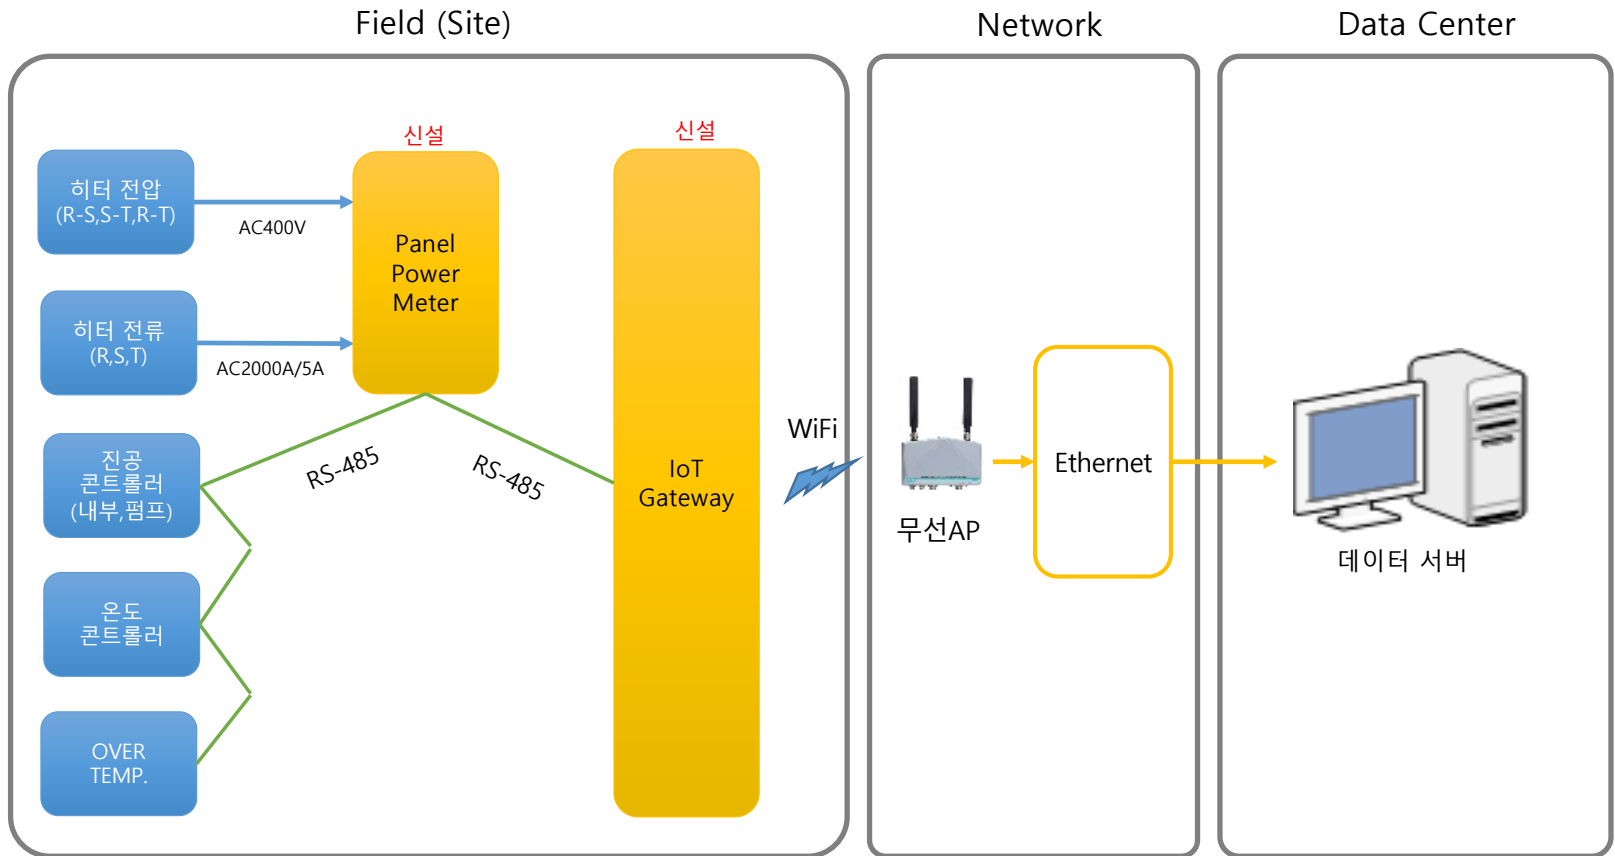 Field (Site)
Network
Data Center
신설
신설
히터 전압
(R-S,S-T,R-T)
AC400V
Panel
Power
Meter
히터 전류
(R,S,T)
AC2000A/5A
진공
콘트롤러
(내부,펌프)
RS-485
RS-485
IoT
Gateway
WiFi
무선AP
Ethernet
데이터 서버
온도
콘트롤러
OVER
TEMP.